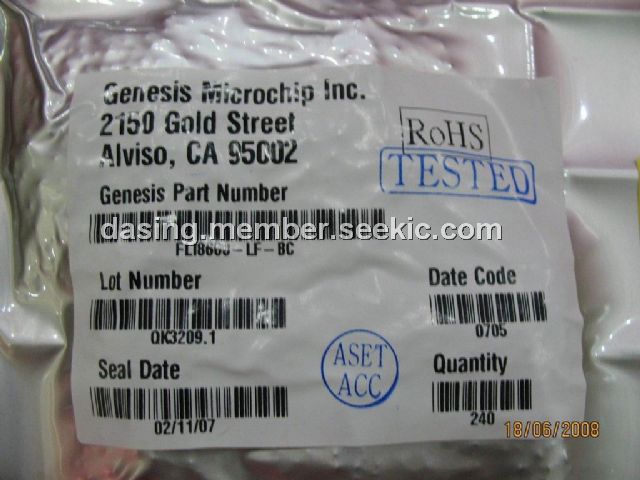 Genesis Microchip Inc.
2150 Gold Street
Alviso, CA 95002
RoHS
TESTED
Genesis Part Number
dasing.member.seekic.com
Lot Number
QK3209.1
Date Code
0705
Seal Date
02/11/07
ASET
ACC
Quantity
240
18/06/2008